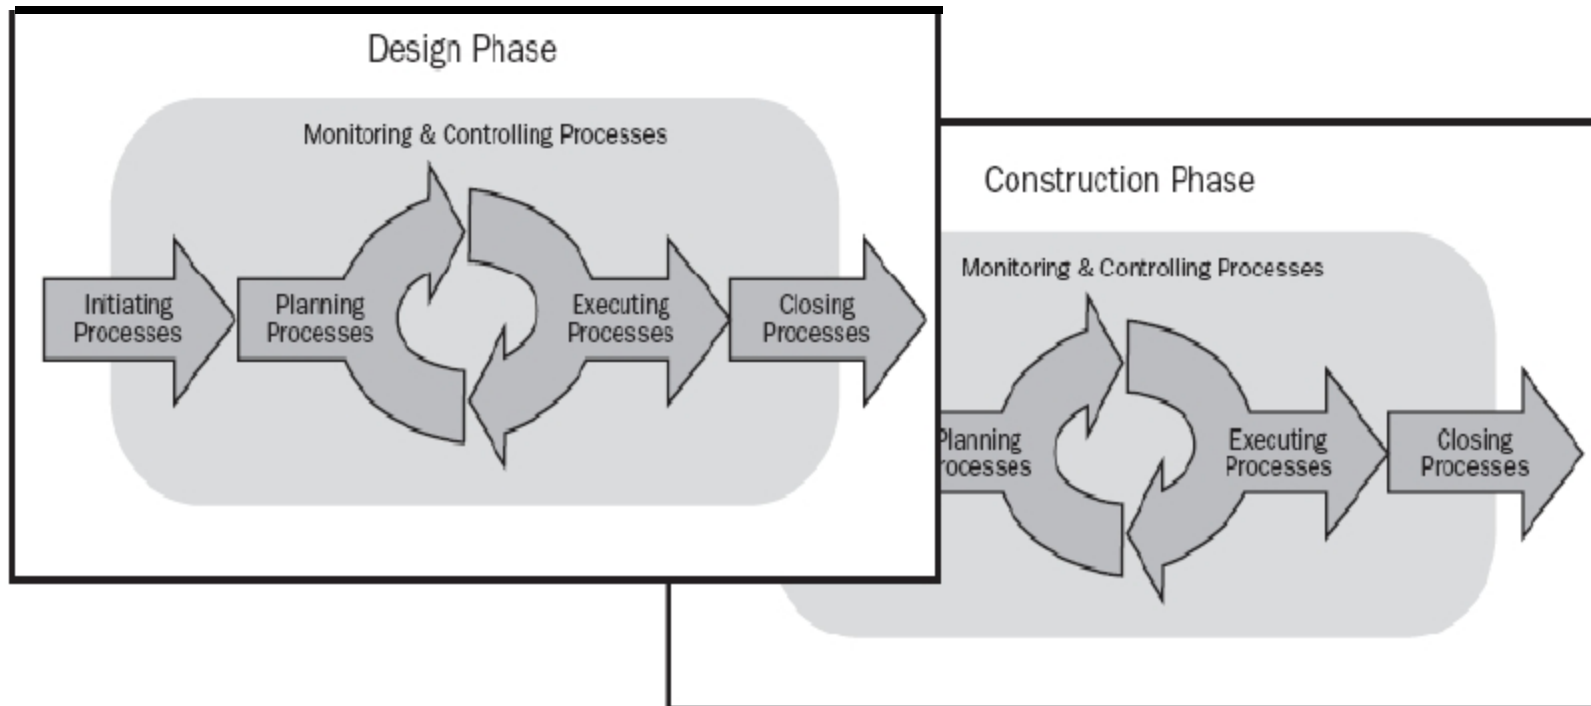 Design Phase
Monitoring & Controlling Processes
Initiating
Processes
Planning
Processes
Executing
Processes
Closing
Processes
Construction Phase
Monitoring & Controlling Processes
Planning
rocesses
Executing
Processes
Closing
Processes